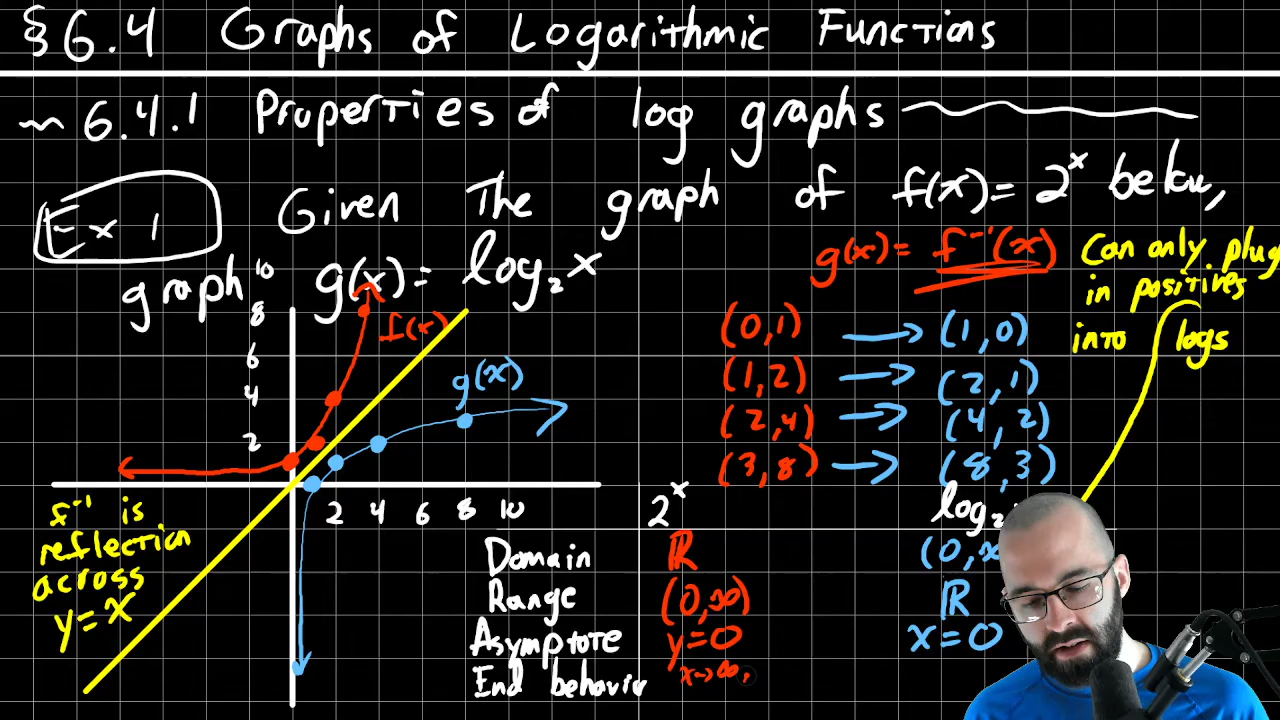 § 6.4 Graphs of Logarithmic Functions
~ 6.4.1 Properties of log graphs
Ex 1 Given The graph of f(x) = 2^x below,
graph g(x) = log₂x
g(x) = f⁻¹(x)
Can only plug
in positives
into logs
10
8
6
4
2
f(x)
g(x)
2 4 6 8 10
(0,1) → (1,0)
(1,2) → (2,1)
(2,4) → (4,2)
(3,8) → (8,3)
f⁻¹ is
reflection
across
y=x
2^x log₂
Domain ℝ (0,∞
Range (0,∞) ℝ
Asymptote y=0 x=0
End behavior x→∞,